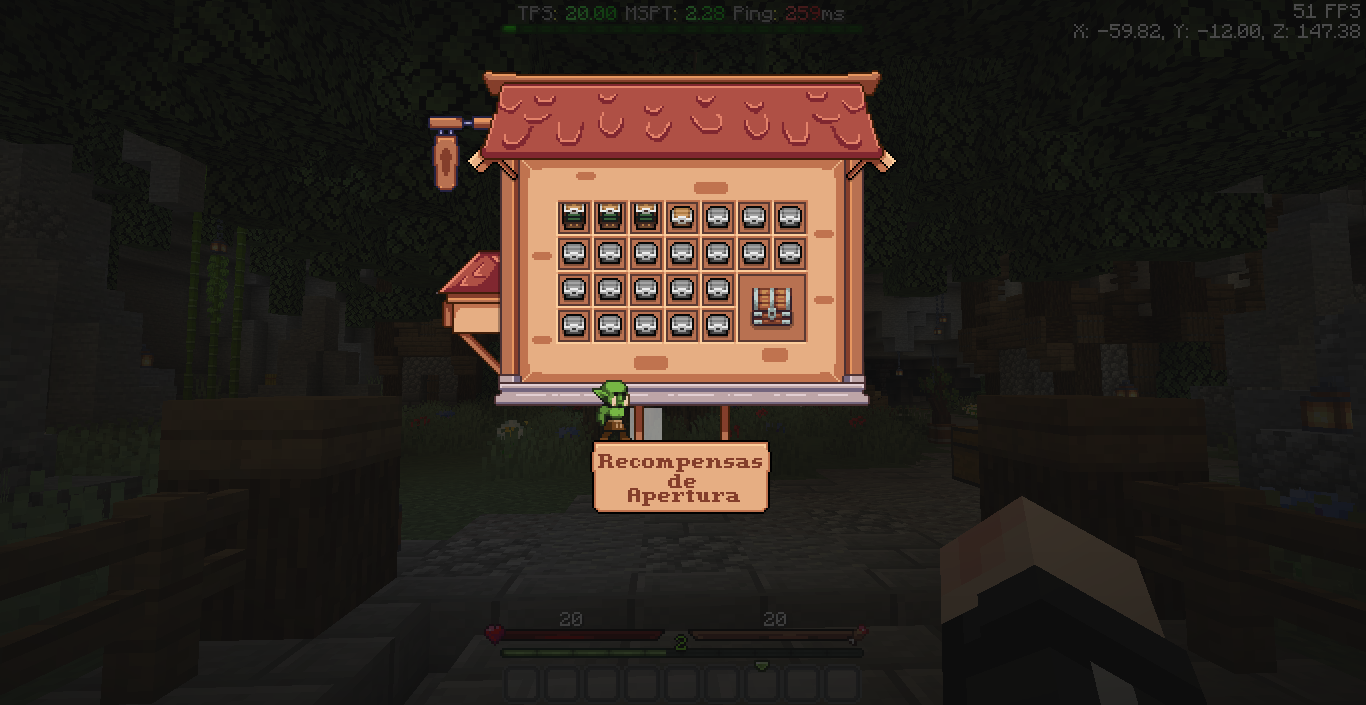 TPS: 20.00 MSPT: 2.28 Ping: 259ms
51 FPS
X: -59.82, Y: -12.00, Z: 147.38
Recompensas
de
Apertura
20
20
2